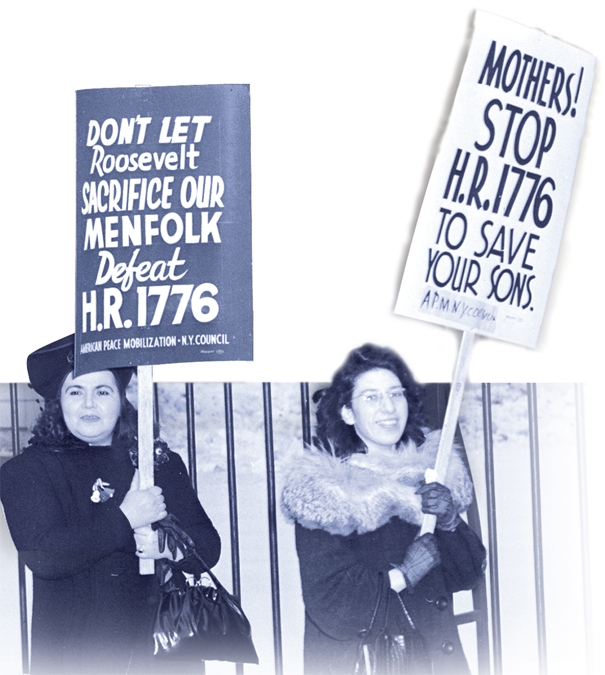 DON'T LET
Roosevelt
SACRIFICE OUR
MENFOLK
Defeat
H.R. 1776
AMERICAN PEACE MOBILIZATION • N.Y. COUNCIL
MOTHERS!
STOP
H.R. 1776
TO SAVE
YOUR SONS.
A.P.M. N.Y.